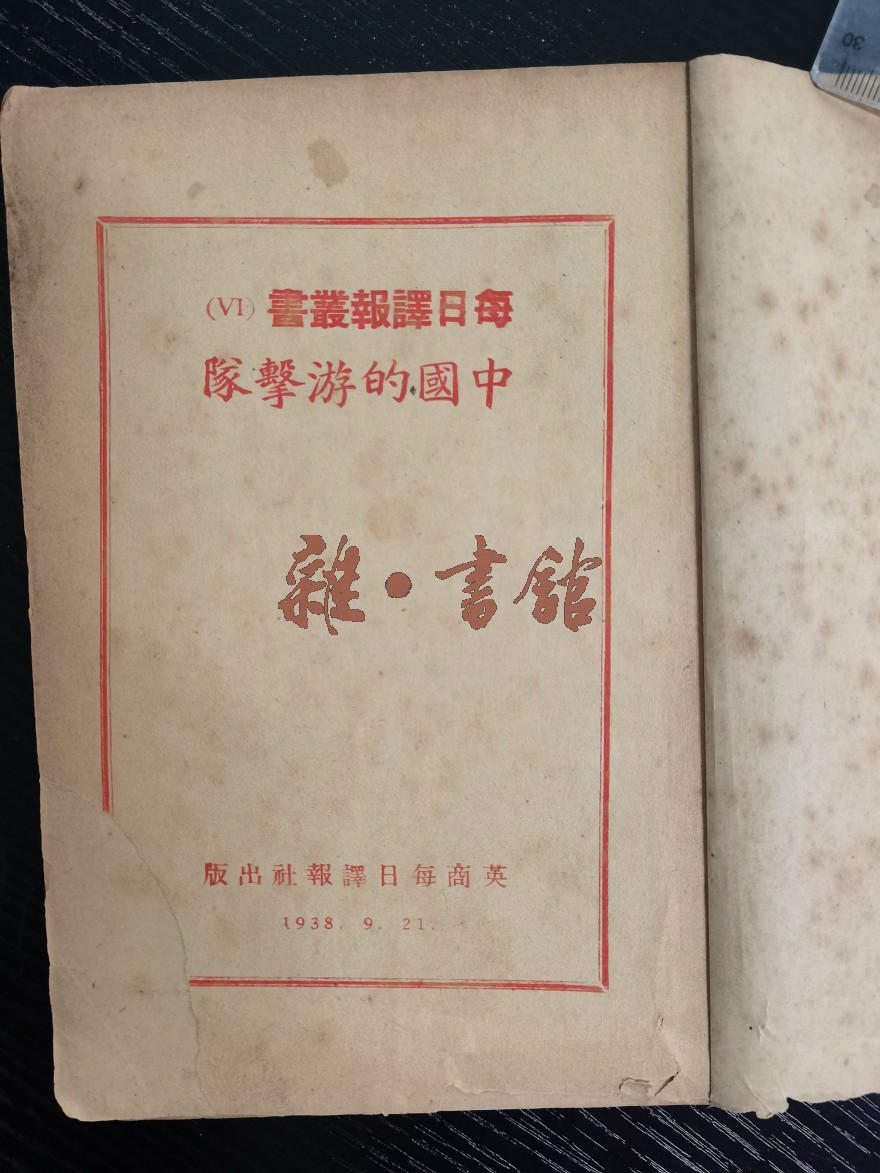 每日譯報叢書 (VI)
中國的游擊隊
雜·書館
英商每日譯報社出版
1938. 9. 21.
30